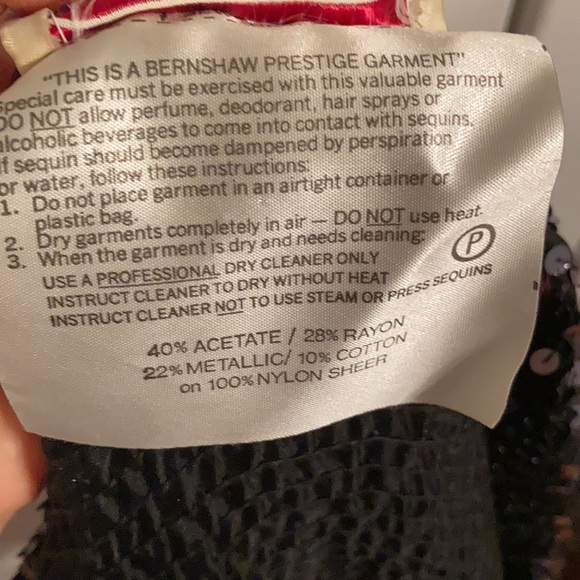 "THIS IS A BERNSHAW PRESTIGE GARMENT"
Special care must be exercised with this valuable garment
DO NOT allow perfume, deodorant, hair sprays or
alcoholic beverages to come into contact with sequins.
If sequin should become dampened by perspiration
or water, follow these instructions:
1. Do not place garment in an airtight container or
plastic bag.
2. Dry garments completely in air — DO NOT use heat.
3. When the garment is dry and needs cleaning:
USE A PROFESSIONAL DRY CLEANER ONLY
INSTRUCT CLEANER TO DRY WITHOUT HEAT
INSTRUCT CLEANER NOT TO USE STEAM OR PRESS SEQUINS
P
40% ACETATE / 28% RAYON
22% METALLIC/ 10% COTTON
on 100% NYLON SHEER